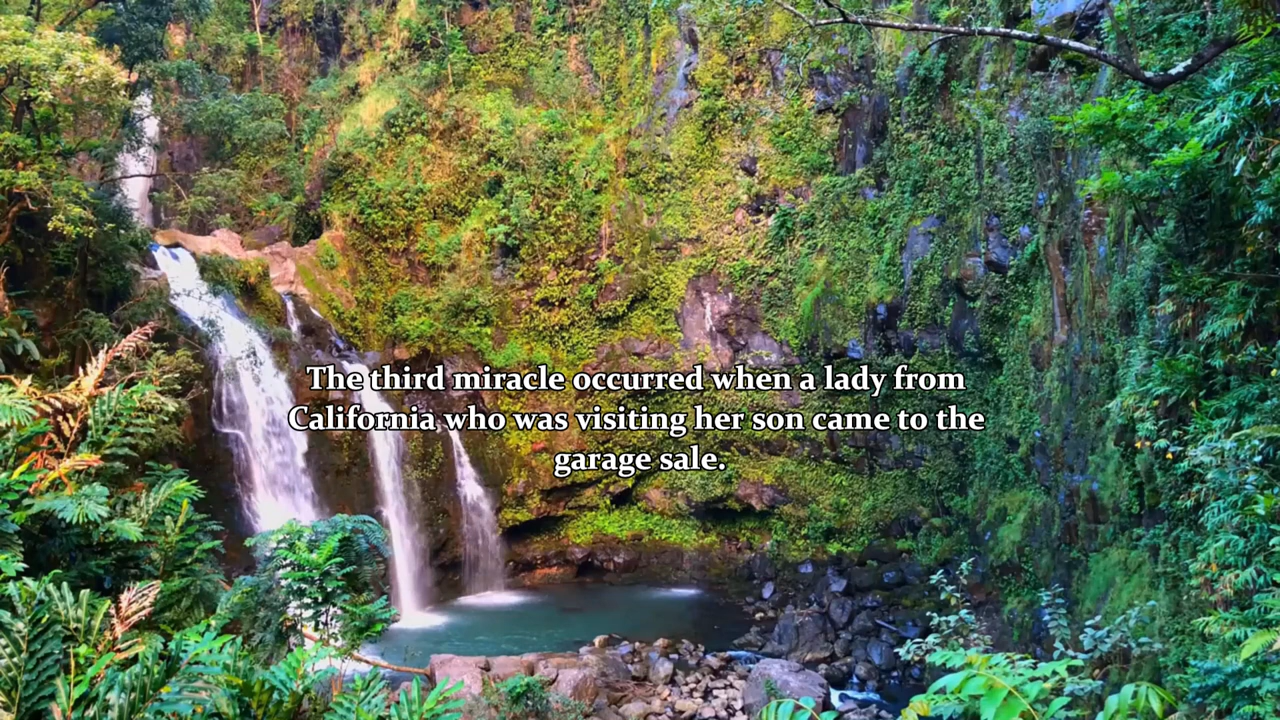 The third miracle occurred when a lady from
California who was visiting her son came to the
garage sale.